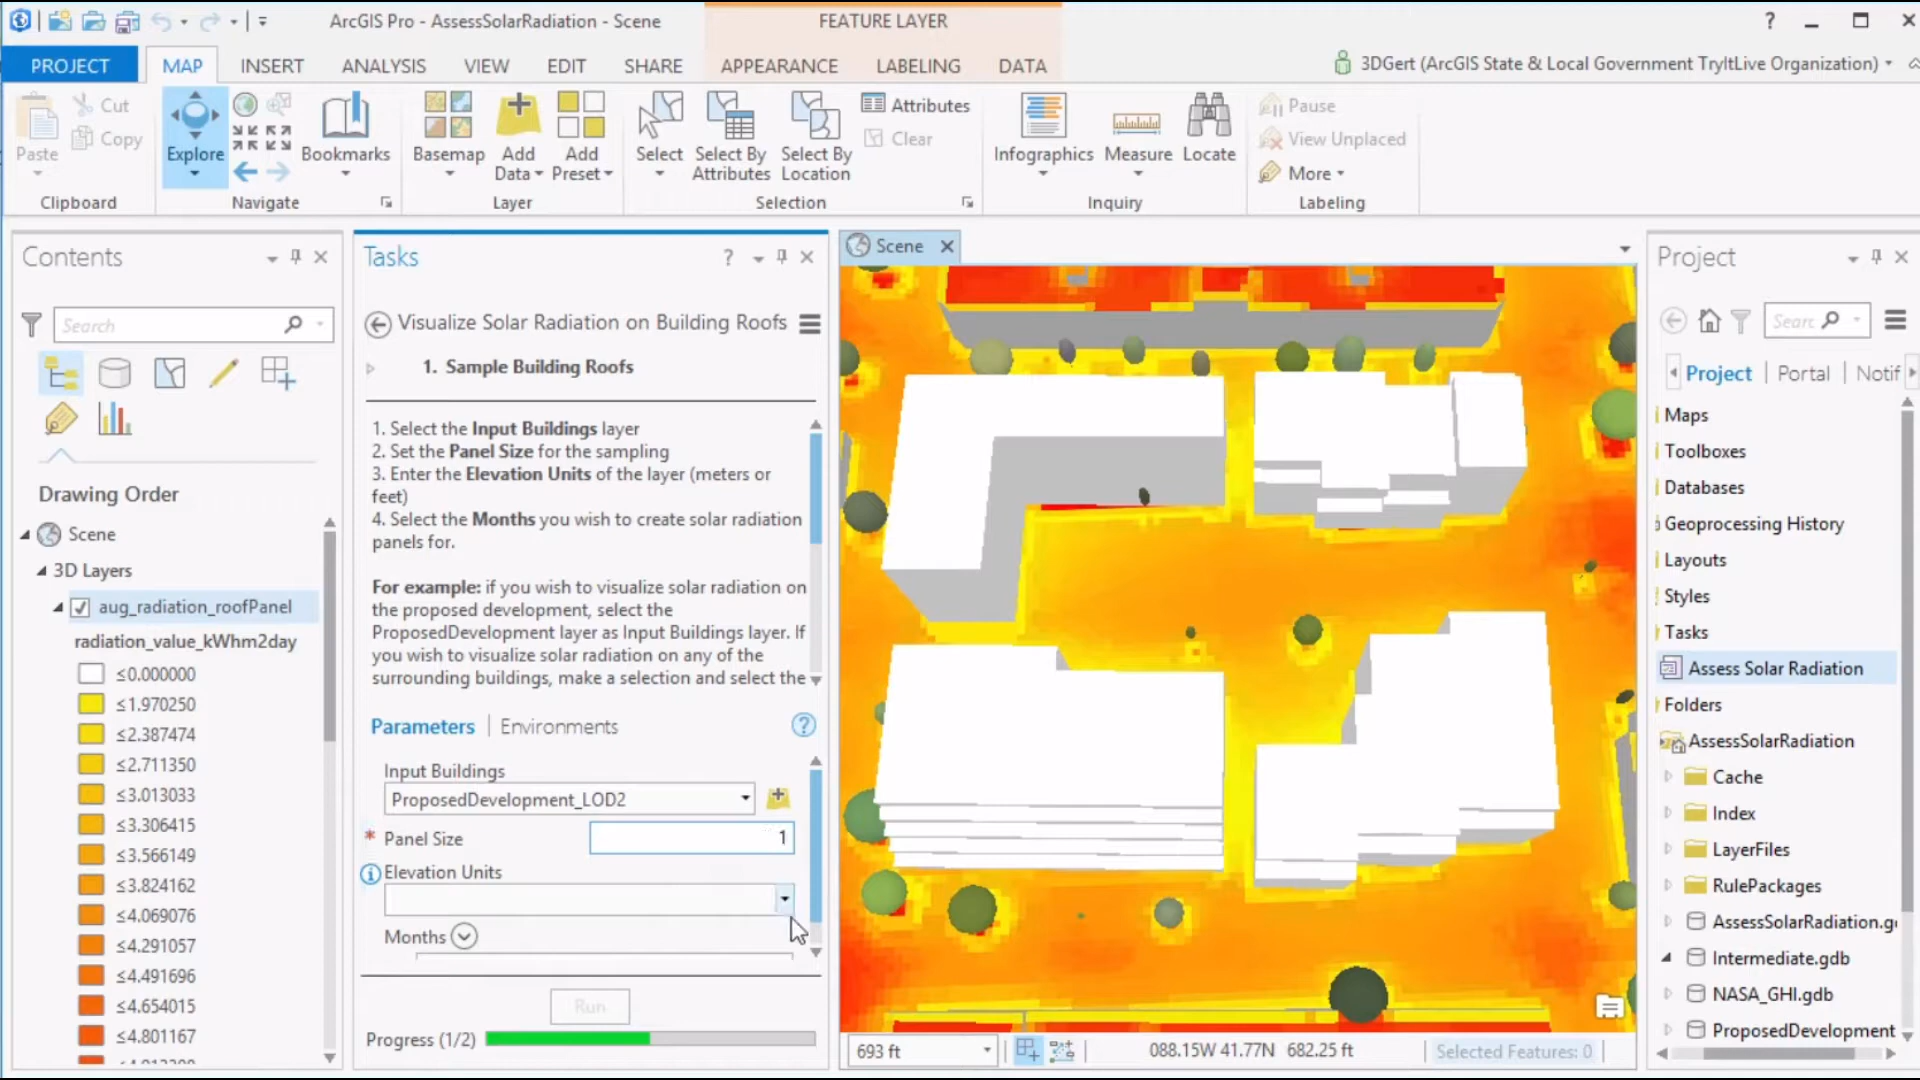 ArcGIS Pro - AssessSolarRadiation - Scene
FEATURE LAYER
?
PROJECT
MAP
INSERT
ANALYSIS
VIEW
EDIT
SHARE
APPEARANCE
LABELING
DATA
3DGert (ArcGIS State & Local Government TryItLive Organization)
Paste
Cut
Copy
Clipboard
Explore
Bookmarks
Navigate
Basemap
Add Data
Add Preset
Layer
Select
Select By Attributes
Select By Location
Attributes
Clear
Selection
Infographics
Measure
Locate
Inquiry
Pause
View Unplaced
More
Labeling
Contents
Search
Drawing Order
Scene
3D Layers
aug_radiation_roofPanel
radiation_value_kWhm2day
≤0.000000
≤1.970250
≤2.387474
≤2.711350
≤3.013033
≤3.306415
≤3.566149
≤3.824162
≤4.069076
≤4.291057
≤4.491696
≤4.654015
≤4.801167
Tasks
?
Visualize Solar Radiation on Building Roofs
1. Sample Building Roofs
1. Select the Input Buildings layer
2. Set the Panel Size for the sampling
3. Enter the Elevation Units of the layer (meters or
feet)
4. Select the Months you wish to create solar radiation
panels for.
For example: if you wish to visualize solar radiation on
the proposed development, select the
ProposedDevelopment layer as Input Buildings layer. If
you wish to visualize solar radiation on any of the
surrounding buildings, make a selection and select the
Parameters
Environments
?
Input Buildings
ProposedDevelopment_LOD2
* Panel Size
1
Elevation Units
Months
Run
Progress (1/2)
Scene
693 ft
088.15W 41.77N 682.25 ft
Selected Features: 0
Project
Searc
Project
Portal
Notif
Maps
Toolboxes
Databases
Geoprocessing History
Layouts
Styles
Tasks
Assess Solar Radiation
Folders
AssessSolarRadiation
Cache
Index
LayerFiles
RulePackages
AssessSolarRadiation.g
Intermediate.gdb
NASA_GHI.gdb
ProposedDevelopment